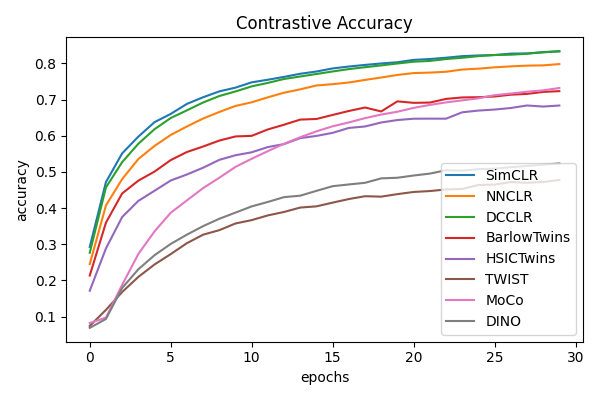 Contrastive Accuracy
accuracy
0.8
0.7
0.6
0.5
0.4
0.3
0.2
0.1
SimCLR
NNCLR
DCCLR
BarlowTwins
HSICTwins
TWIST
MoCo
DINO
0 5 10 15 20 25 30
epochs